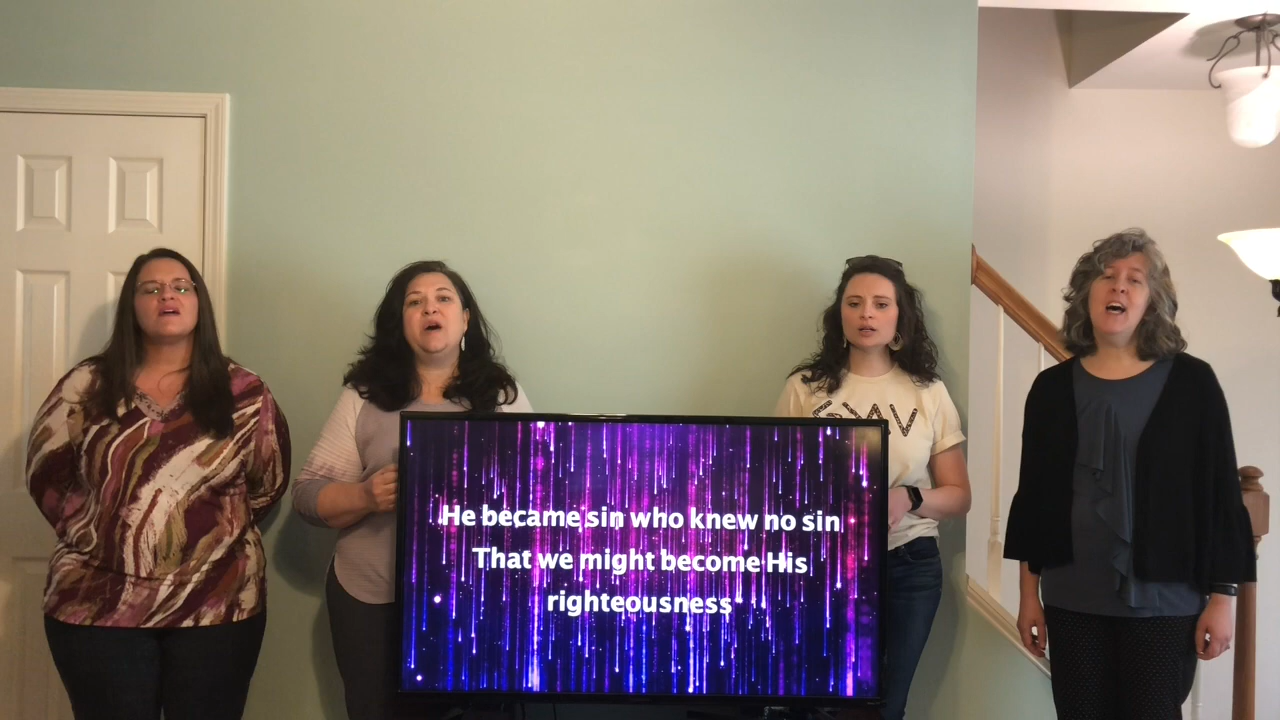 He became sin who knew no sin
That we might become His
righteousness